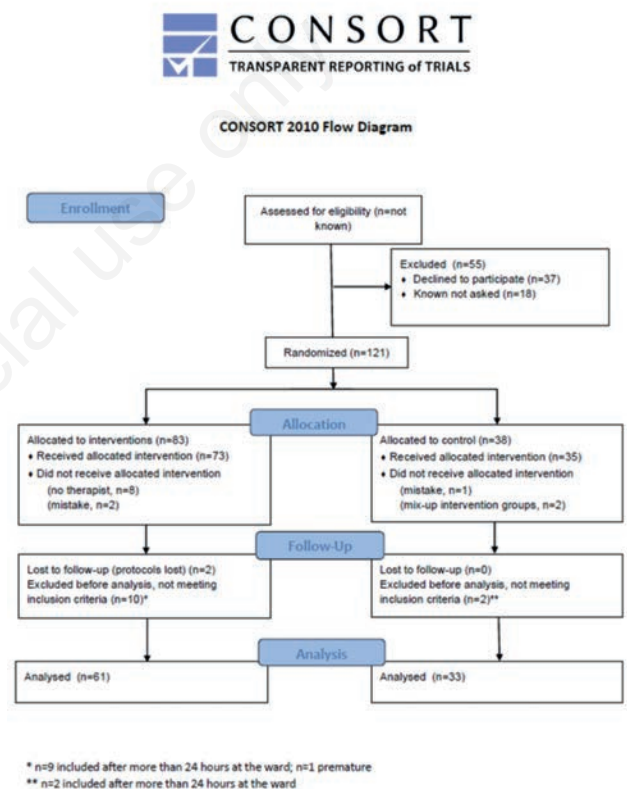 CONSORT
TRANSPARENT REPORTING of TRIALS
CONSORT 2010 Flow Diagram
Enrollment
Assessed for eligibility (n=not
known)
Excluded (n=55)
♦ Declined to participate (n=37)
♦ Known not asked (n=18)
Randomized (n=121)
Allocation
Allocated to interventions (n=83)
♦ Received allocated intervention (n=73)
♦ Did not receive allocated intervention
(no therapist, n=8)
(mistake, n=2)
Allocated to control (n=38)
♦ Received allocated intervention (n=35)
♦ Did not receive allocated intervention
(mistake, n=1)
(mix-up intervention groups, n=2)
Follow-Up
Lost to follow-up (protocols lost) (n=2)
Excluded before analysis, not meeting
inclusion criteria (n=10)*
Lost to follow-up (n=0)
Excluded before analysis, not meeting
inclusion criteria (n=2)**
Analysis
Analysed (n=61)
Analysed (n=33)
* n=9 included after more than 24 hours at the ward; n=1 premature
** n=2 included after more than 24 hours at the ward
cial use only